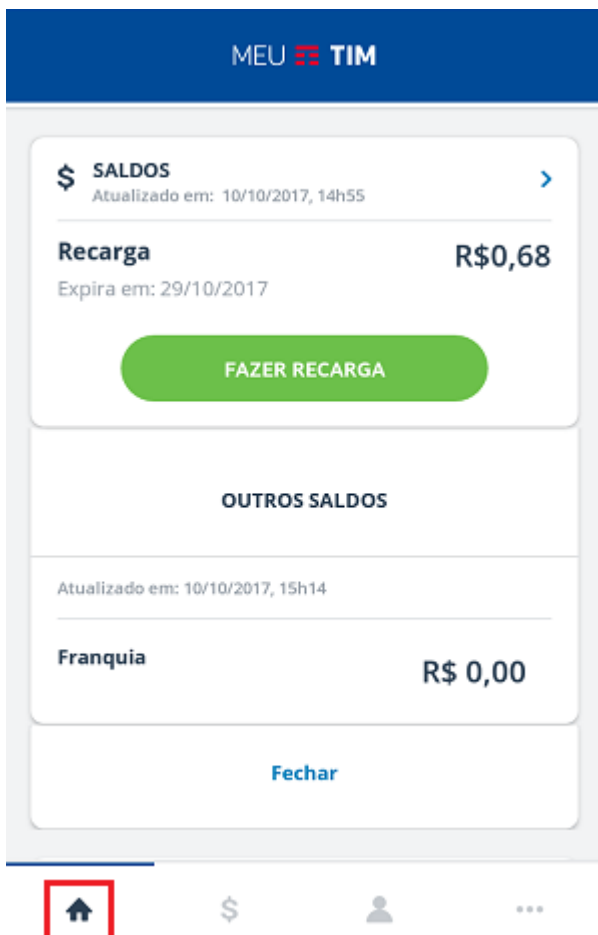 MEU TIM
$ SALDOS
Atualizado em: 10/10/2017, 14h55
Recarga R$0,68
Expira em: 29/10/2017
FAZER RECARGA
OUTROS SALDOS
Atualizado em: 10/10/2017, 15h14
Franquia R$ 0,00
Fechar
$